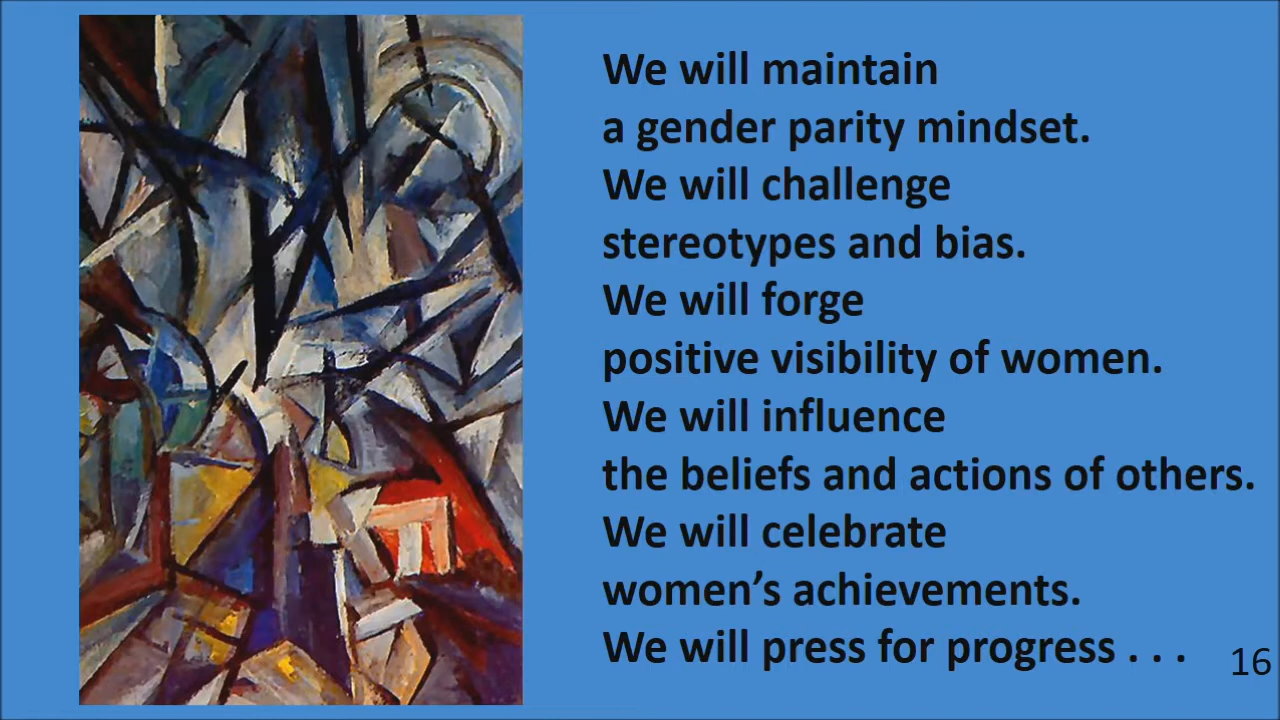 We will maintain
a gender parity mindset.
We will challenge
stereotypes and bias.
We will forge
positive visibility of women.
We will influence
the beliefs and actions of others.
We will celebrate
women’s achievements.
We will press for progress . . .
16